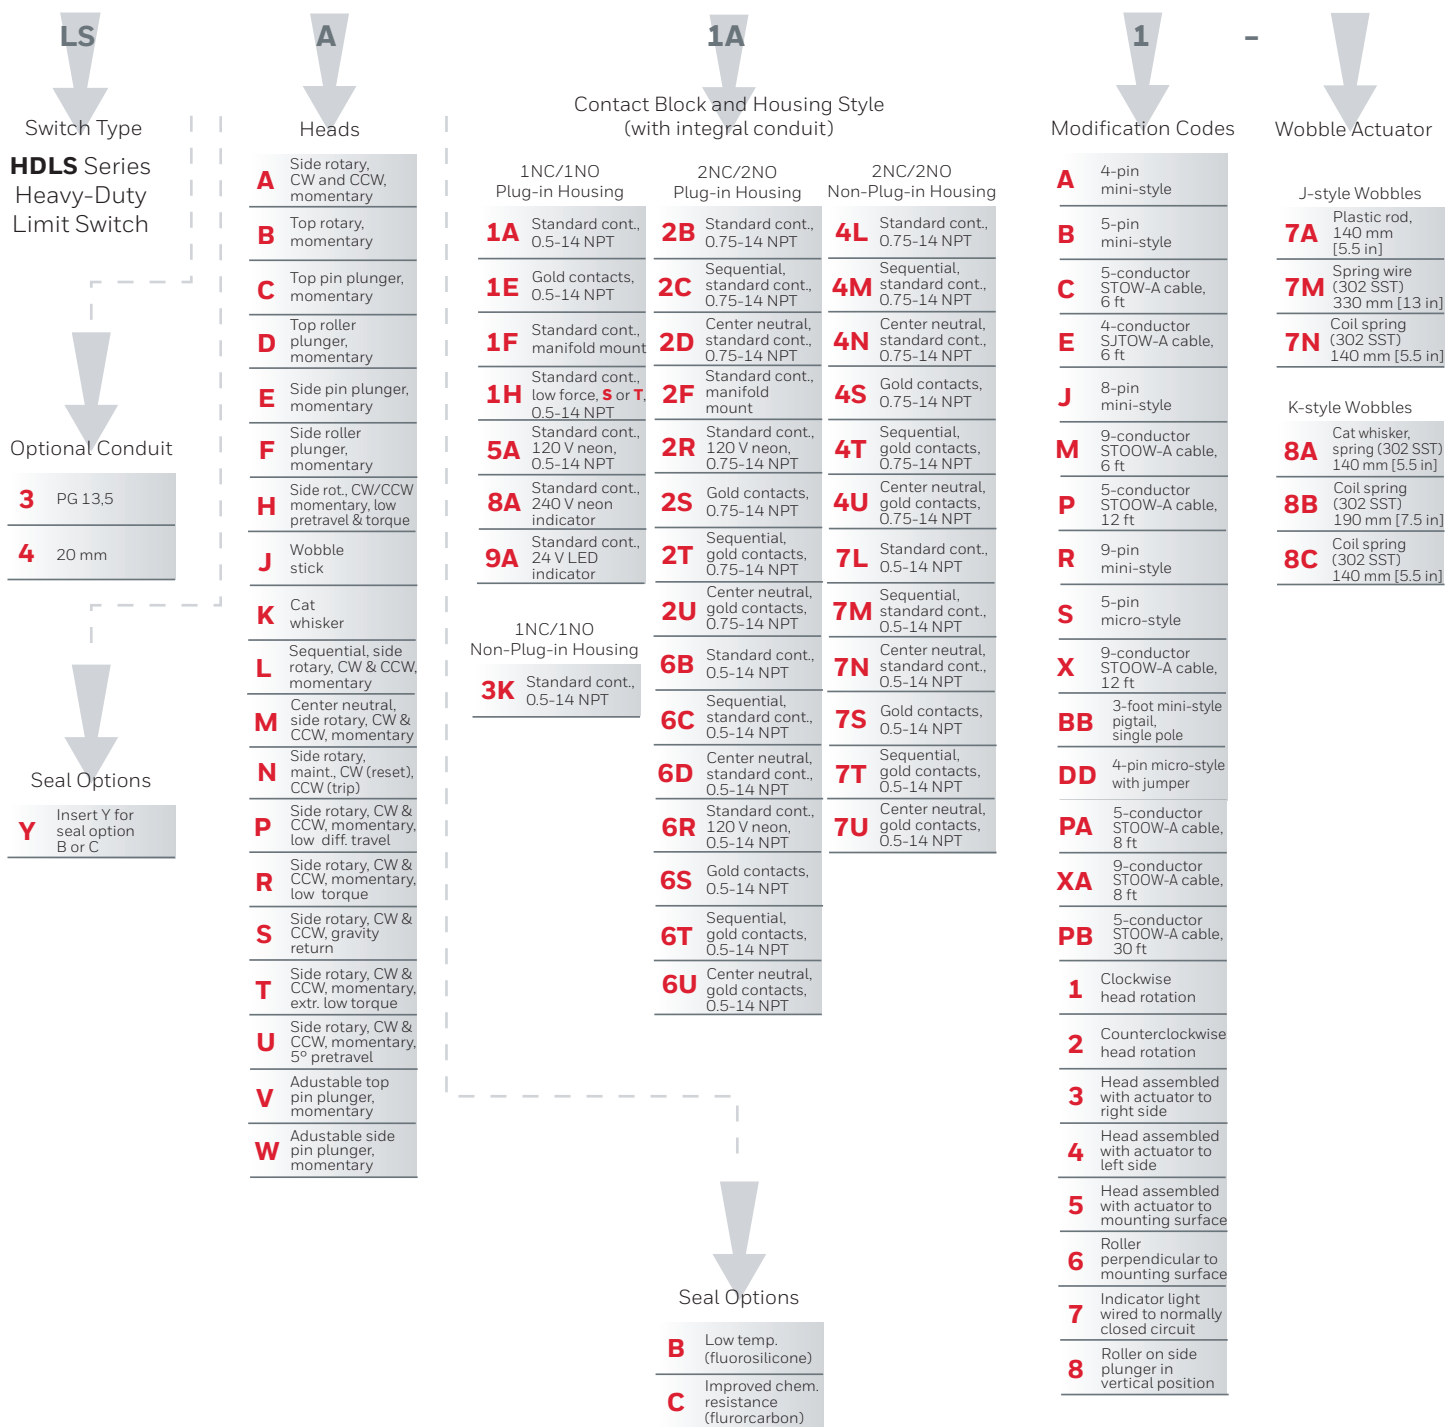 LS
A
1A
1
-
Switch Type
HDLS Series
Heavy-Duty
Limit Switch
Optional Conduit
3 PG 13,5
4 20 mm
Seal Options
Y Insert Y for
seal option
B or C
Heads
A Side rotary,
CW and CCW,
momentary
B Top rotary,
momentary
C Top pin plunger,
momentary
D Top roller
plunger,
momentary
E Side pin plunger,
momentary
F Side roller
plunger,
momentary
H Side rot., CW/CCW
momentary, low
pretravel & torque
J Wobble
stick
K Cat
whisker
L Sequential, side
rotary, CW & CCW,
momentary
M Center neutral,
side rotary, CW &
CCW, momentary
N Side rotary,
maint., CW (reset),
CCW (trip)
P Side rotary, CW &
CCW, momentary,
low diff. travel
R Side rotary, CW &
CCW, momentary,
low torque
S Side rotary, CW &
CCW, gravity
return
T Side rotary, CW &
CCW, momentary,
extr. low torque
U Side rotary, CW &
CCW, momentary,
5° pretravel
V Adustable top
pin plunger,
momentary
W Adustable side
pin plunger,
momentary
Contact Block and Housing Style
(with integral conduit)
1NC/1NO
Plug-in Housing
1A Standard cont.,
0.5-14 NPT
1E Gold contacts,
0.5-14 NPT
1F Standard cont.,
manifold mount
1H Standard cont.,
low force, S or T,
0.5-14 NPT
5A Standard cont.,
120 V neon,
0.5-14 NPT
8A Standard cont.,
240 V neon
indicator
9A Standard cont.,
24 V LED
indicator
1NC/1NO
Non-Plug-in Housing
3K Standard cont.,
0.5-14 NPT
2NC/2NO
Plug-in Housing
2B Standard cont.,
0.75-14 NPT
2C Sequential,
standard cont.,
0.75-14 NPT
2D Center neutral,
standard cont.,
0.75-14 NPT
2F Standard cont.,
manifold
mount
2R Standard cont.,
120 V neon,
0.75-14 NPT
2S Gold contacts,
0.75-14 NPT
2T Sequential,
gold contacts,
0.75-14 NPT
2U Center neutral,
gold contacts,
0.75-14 NPT
6B Standard cont.,
0.5-14 NPT
6C Sequential,
standard cont.,
0.5-14 NPT
6D Center neutral,
standard cont.,
0.5-14 NPT
6R Standard cont.,
120 V neon,
0.5-14 NPT
6S Gold contacts,
0.5-14 NPT
6T Sequential,
gold contacts,
0.5-14 NPT
6U Center neutral,
gold contacts,
0.5-14 NPT
2NC/2NO
Non-Plug-in Housing
4L Standard cont.,
0.75-14 NPT
4M Sequential,
standard cont.,
0.75-14 NPT
4N Center neutral,
standard cont.,
0.75-14 NPT
4S Gold contacts,
0.75-14 NPT
4T Sequential,
gold contacts,
0.75-14 NPT
4U Center neutral,
gold contacts,
0.75-14 NPT
7L Standard cont.,
0.5-14 NPT
7M Sequential,
standard cont.,
0.5-14 NPT
7N Center neutral,
standard cont.,
0.5-14 NPT
7S Gold contacts,
0.5-14 NPT
7T Sequential,
gold contacts,
0.5-14 NPT
7U Center neutral,
gold contacts,
0.5-14 NPT
Seal Options
B Low temp.
(fluorosilicone)
C Improved chem.
resistance
(flurorcarbon)
Modification Codes
A 4-pin
mini-style
B 5-pin
mini-style
C 5-conductor
STOW-A cable,
6 ft
E 4-conductor
SJTOW-A cable,
6 ft
J 8-pin
mini-style
M 9-conductor
STOOW-A cable,
6 ft
P 5-conductor
STOOW-A cable,
12 ft
R 9-pin
mini-style
S 5-pin
micro-style
X 9-conductor
STOOW-A cable,
12 ft
BB 3-foot mini-style
pigtail,
single pole
DD 4-pin micro-style
with jumper
PA 5-conductor
STOOW-A cable,
8 ft
XA 9-conductor
STOOW-A cable,
8 ft
PB 5-conductor
STOOW-A cable,
30 ft
1 Clockwise
head rotation
2 Counterclockwise
head rotation
3 Head assembled
with actuator to
right side
4 Head assembled
with actuator to
left side
5 Head assembled
with actuator to
mounting surface
6 Roller
perpendicular to
mounting surface
7 Indicator light
wired to normally
closed circuit
8 Roller on side
plunger in
vertical position
Wobble Actuator
J-style Wobbles
7A Plastic rod,
140 mm
[5.5 in]
7M Spring wire
(302 SST)
330 mm [13 in]
7N Coil spring
(302 SST)
140 mm [5.5 in]
K-style Wobbles
8A Cat whisker,
spring (302 SST)
140 mm [5.5 in]
8B Coil spring
(302 SST)
190 mm [7.5 in]
8C Coil spring
(302 SST)
140 mm [5.5 in]